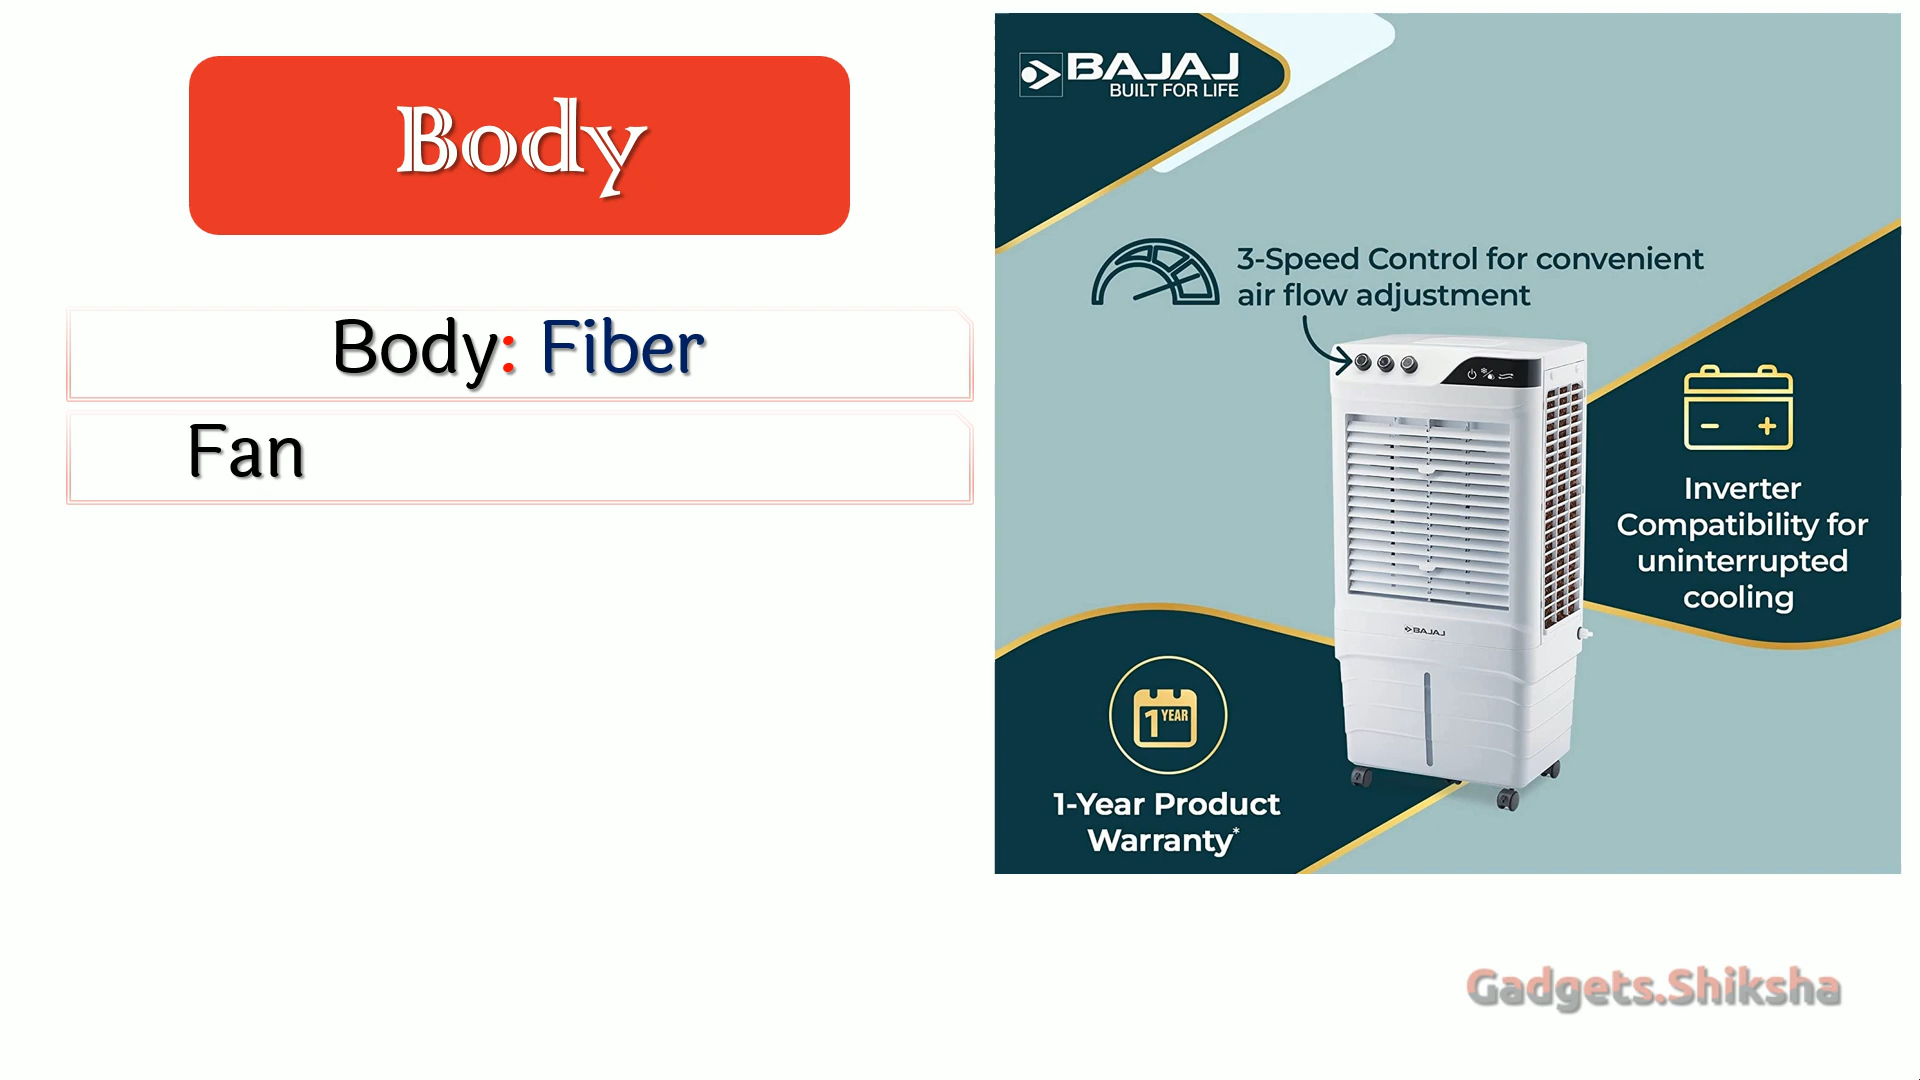 Body
Body: Fiber
Fan
BAJAJ
BUILT FOR LIFE
3-Speed Control for convenient
air flow adjustment
Inverter
Compatibility for
uninterrupted
cooling
BAJAJ
1 YEAR
1-Year Product
Warranty*
Gadgets.Shiksha